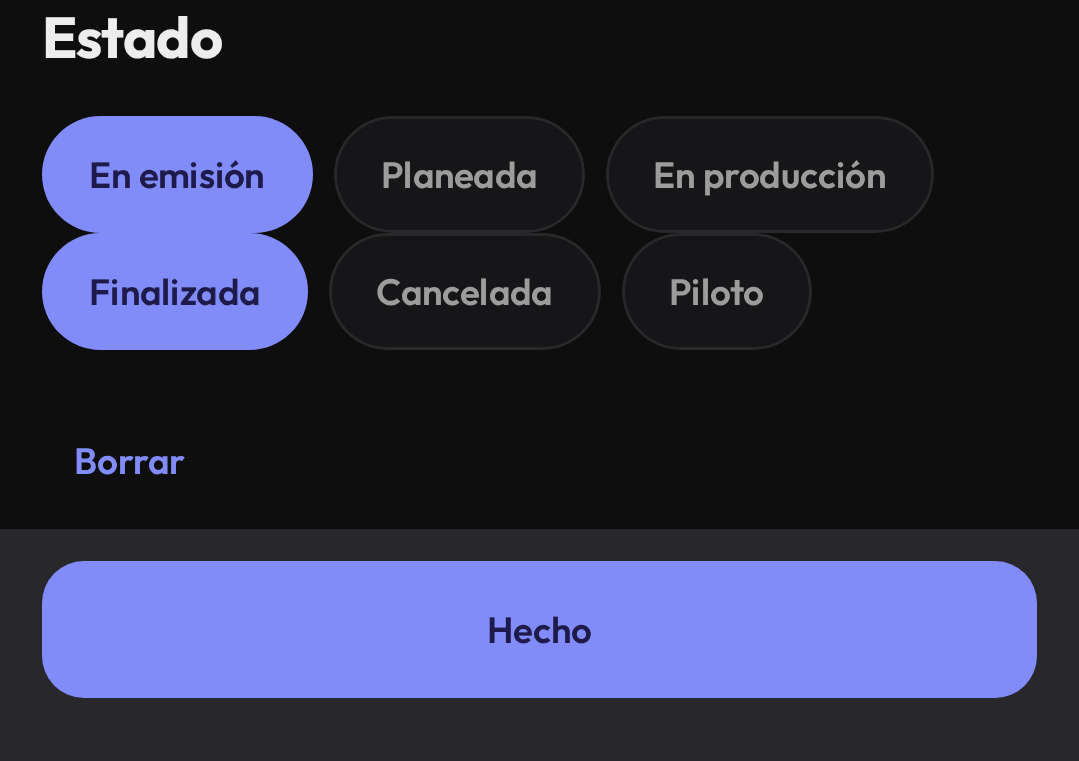 Estado
En emisión Planeada En producción
Finalizada Cancelada Piloto
Borrar
Hecho